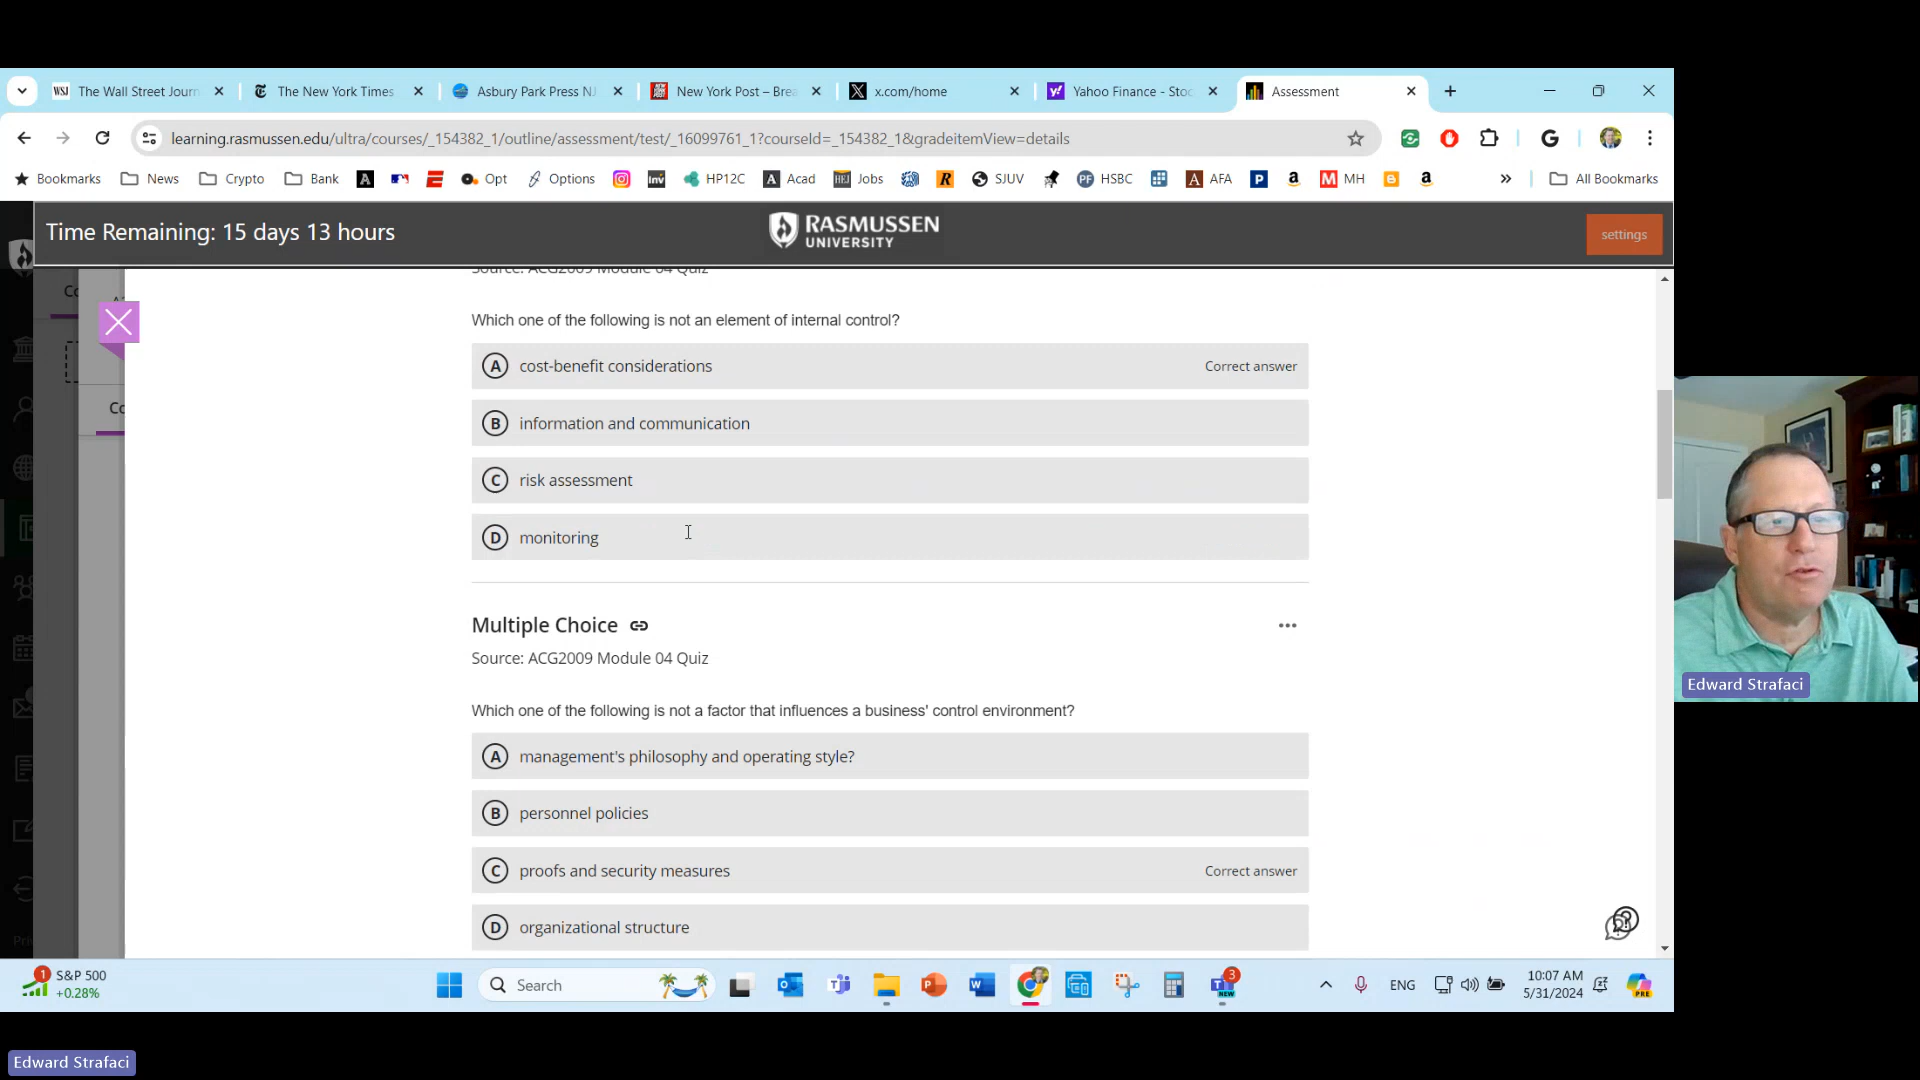 The Wall Street Journ
The New York Times
Asbury Park Press NJ
New York Post – Brea
x.com/home
Yahoo Finance - Stoc
Assessment
learning.rasmussen.edu/ultra/courses/_154382_1/outline/assessment/test/_16099761_1?courseId=_154382_1&gradeitemView=details
Bookmarks
News
Crypto
Bank
Opt
Options
HP12C
Acad
Jobs
SJUV
HSBC
AFA
MH
All Bookmarks
Time Remaining: 15 days 13 hours
RASMUSSEN
UNIVERSITY
settings
Source: ACG2009 Module 04 Quiz
Which one of the following is not an element of internal control?
A cost-benefit considerations Correct answer
B information and communication
C risk assessment
D monitoring
Multiple Choice
Source: ACG2009 Module 04 Quiz
Which one of the following is not a factor that influences a business' control environment?
A management's philosophy and operating style?
B personnel policies
C proofs and security measures Correct answer
D organizational structure
Edward Strafaci
S&P 500
+0.28%
Search
ENG
10:07 AM
5/31/2024
Edward Strafaci